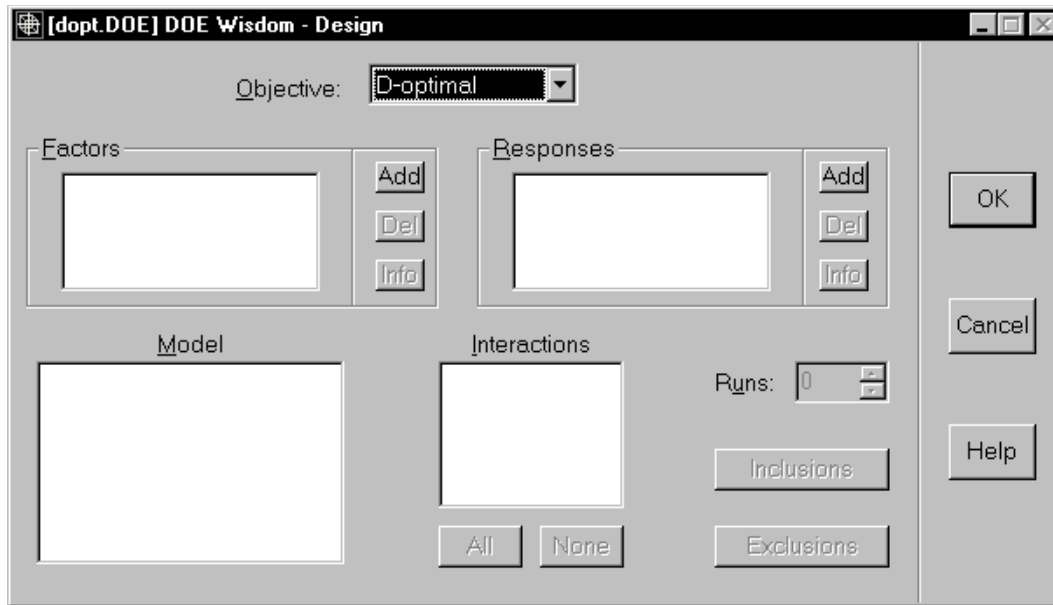 [dopt.DOE] DOE Wisdom - Design
Objective: D-optimal
Factors
Add
Del
Info
Responses
Add
Del
Info
OK
Cancel
Help
Model
Interactions
Runs: 0
Inclusions
All None
Exclusions